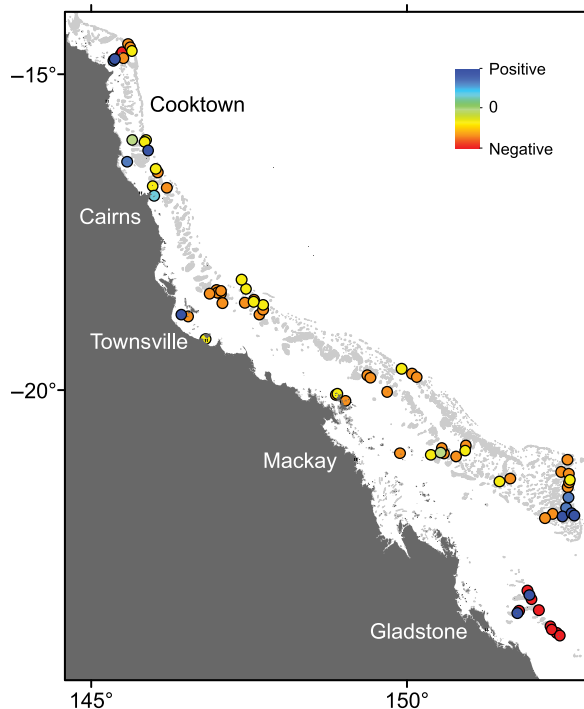 −15°
Positive
0
Negative
Cooktown
Cairns
Townsville
−20°
Mackay
Gladstone
145°
150°